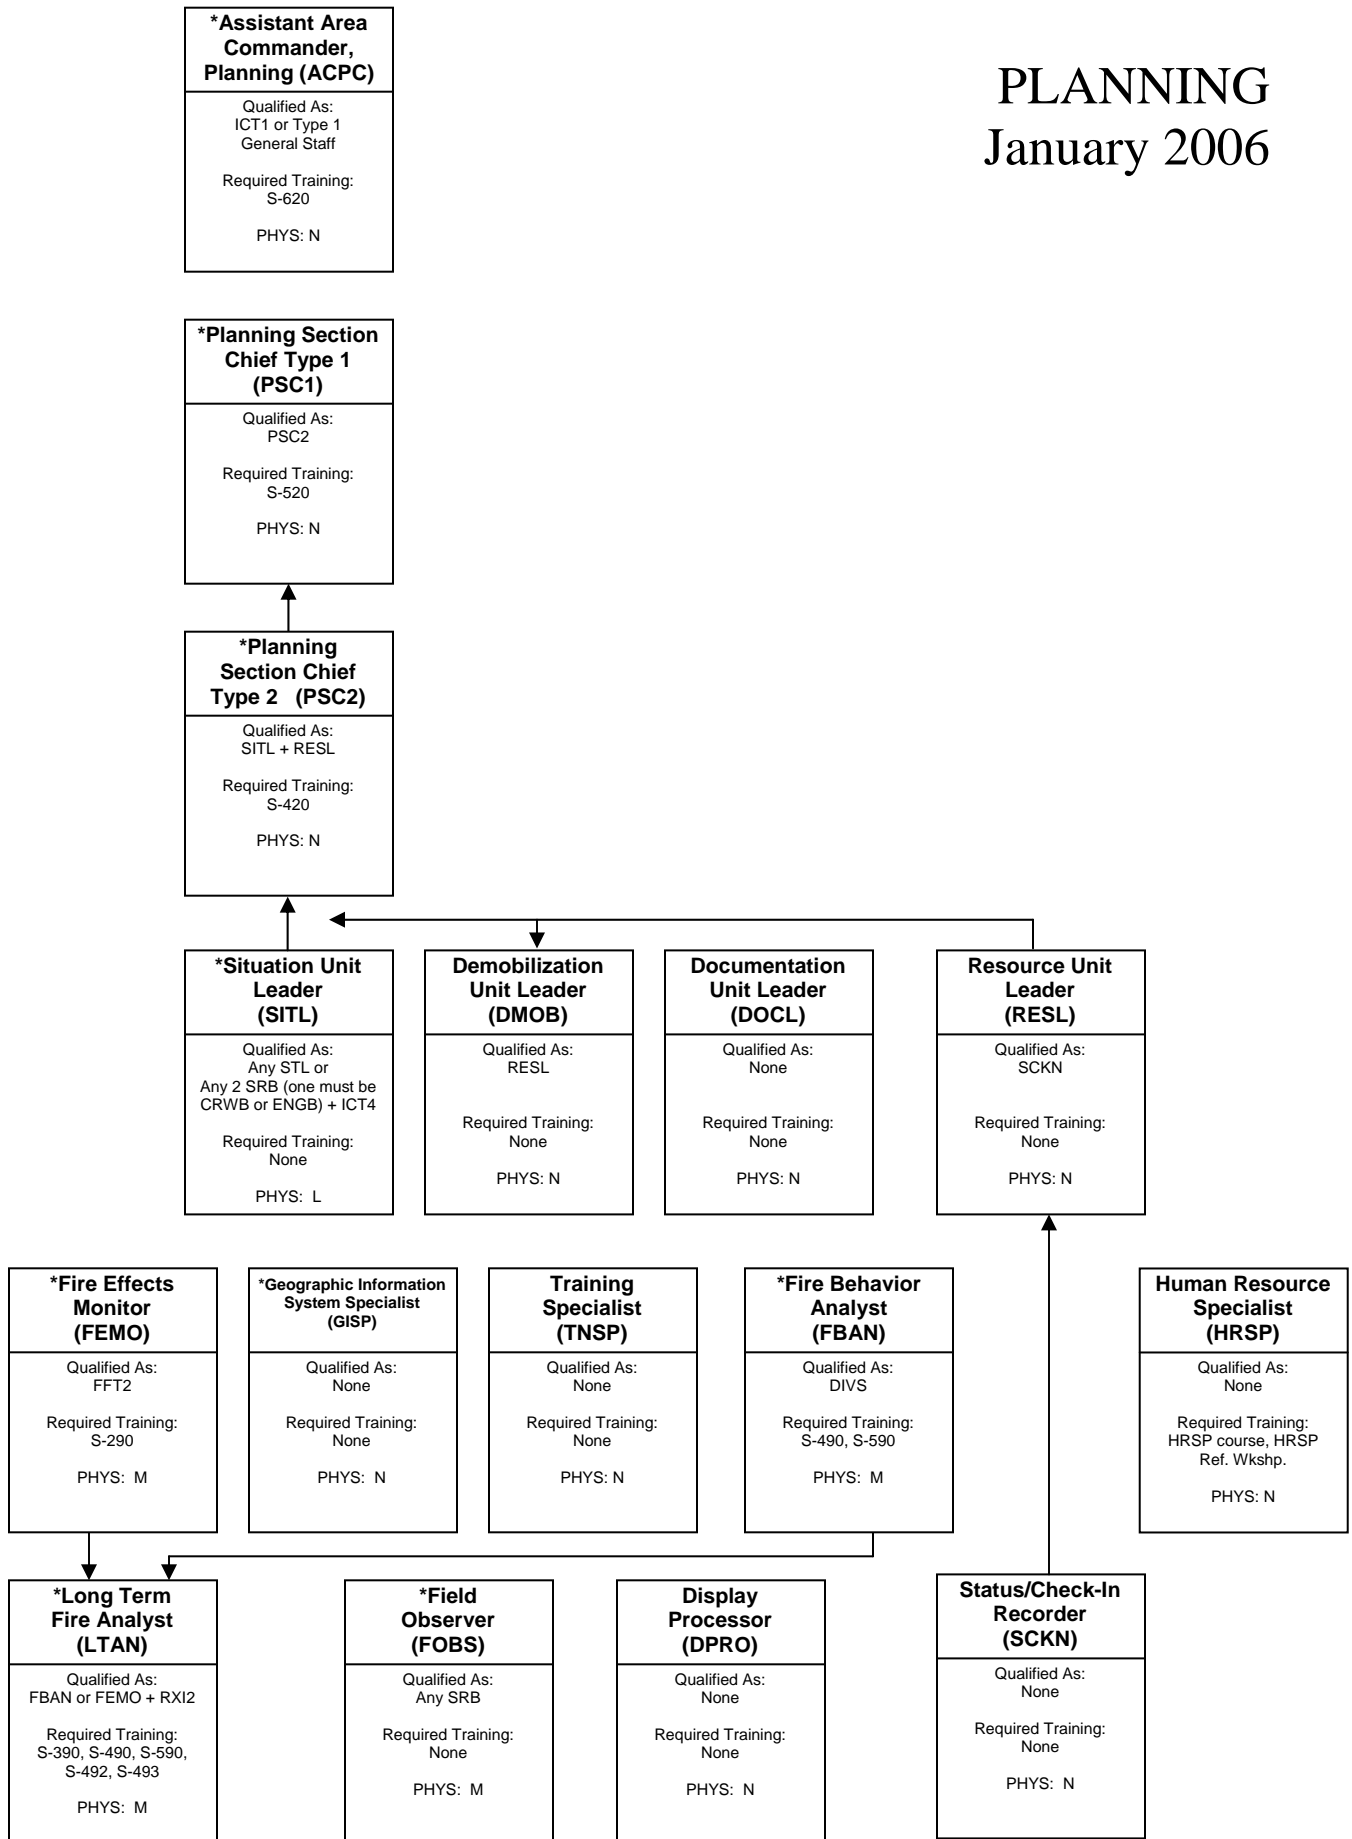 *Assistant Area
Commander,
Planning (ACPC)
Qualified As:
ICT1 or Type 1
General Staff
Required Training:
S-620
PHYS: N
PLANNING
January 2006
*Planning Section
Chief Type 1
(PSC1)
Qualified As:
PSC2
Required Training:
S-520
PHYS: N
*Planning
Section Chief
Type 2 (PSC2)
Qualified As:
SITL + RESL
Required Training:
S-420
PHYS: N
*Situation Unit
Leader
(SITL)
Qualified As:
Any STL or
Any 2 SRB (one must be
CRWB or ENGB) + ICT4
Required Training:
None
PHYS: L
Demobilization
Unit Leader
(DMOB)
Qualified As:
RESL
Required Training:
None
PHYS: N
Documentation
Unit Leader
(DOCL)
Qualified As:
None
Required Training:
None
PHYS: N
Resource Unit
Leader
(RESL)
Qualified As:
SCKN
Required Training:
None
PHYS: N
*Fire Effects
Monitor
(FEMO)
Qualified As:
FFT2
Required Training:
S-290
PHYS: M
*Geographic Information
System Specialist
(GISP)
Qualified As:
None
Required Training:
None
PHYS: N
Training
Specialist
(TNSP)
Qualified As:
None
Required Training:
None
PHYS: N
*Fire Behavior
Analyst
(FBAN)
Qualified As:
DIVS
Required Training:
S-490, S-590
PHYS: M
Human Resource
Specialist
(HRSP)
Qualified As:
None
Required Training:
HRSP course, HRSP
Ref. Wkshp.
PHYS: N
*Long Term
Fire Analyst
(LTAN)
Qualified As:
FBAN or FEMO + RXI2
Required Training:
S-390, S-490, S-590,
S-492, S-493
PHYS: M
*Field
Observer
(FOBS)
Qualified As:
Any SRB
Required Training:
None
PHYS: M
Display
Processor
(DPRO)
Qualified As:
None
Required Training:
None
PHYS: N
Status/Check-In
Recorder
(SCKN)
Qualified As:
None
Required Training:
None
PHYS: N